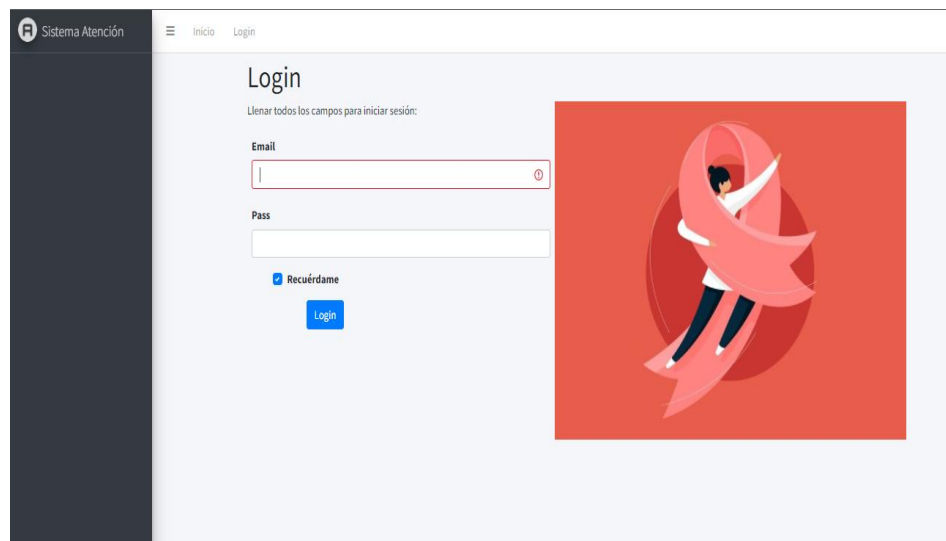 Sistema Atención
Inicio Login
Login
Llenar todos los campos para iniciar sesión:
Email
Pass
Recuérdame
Login